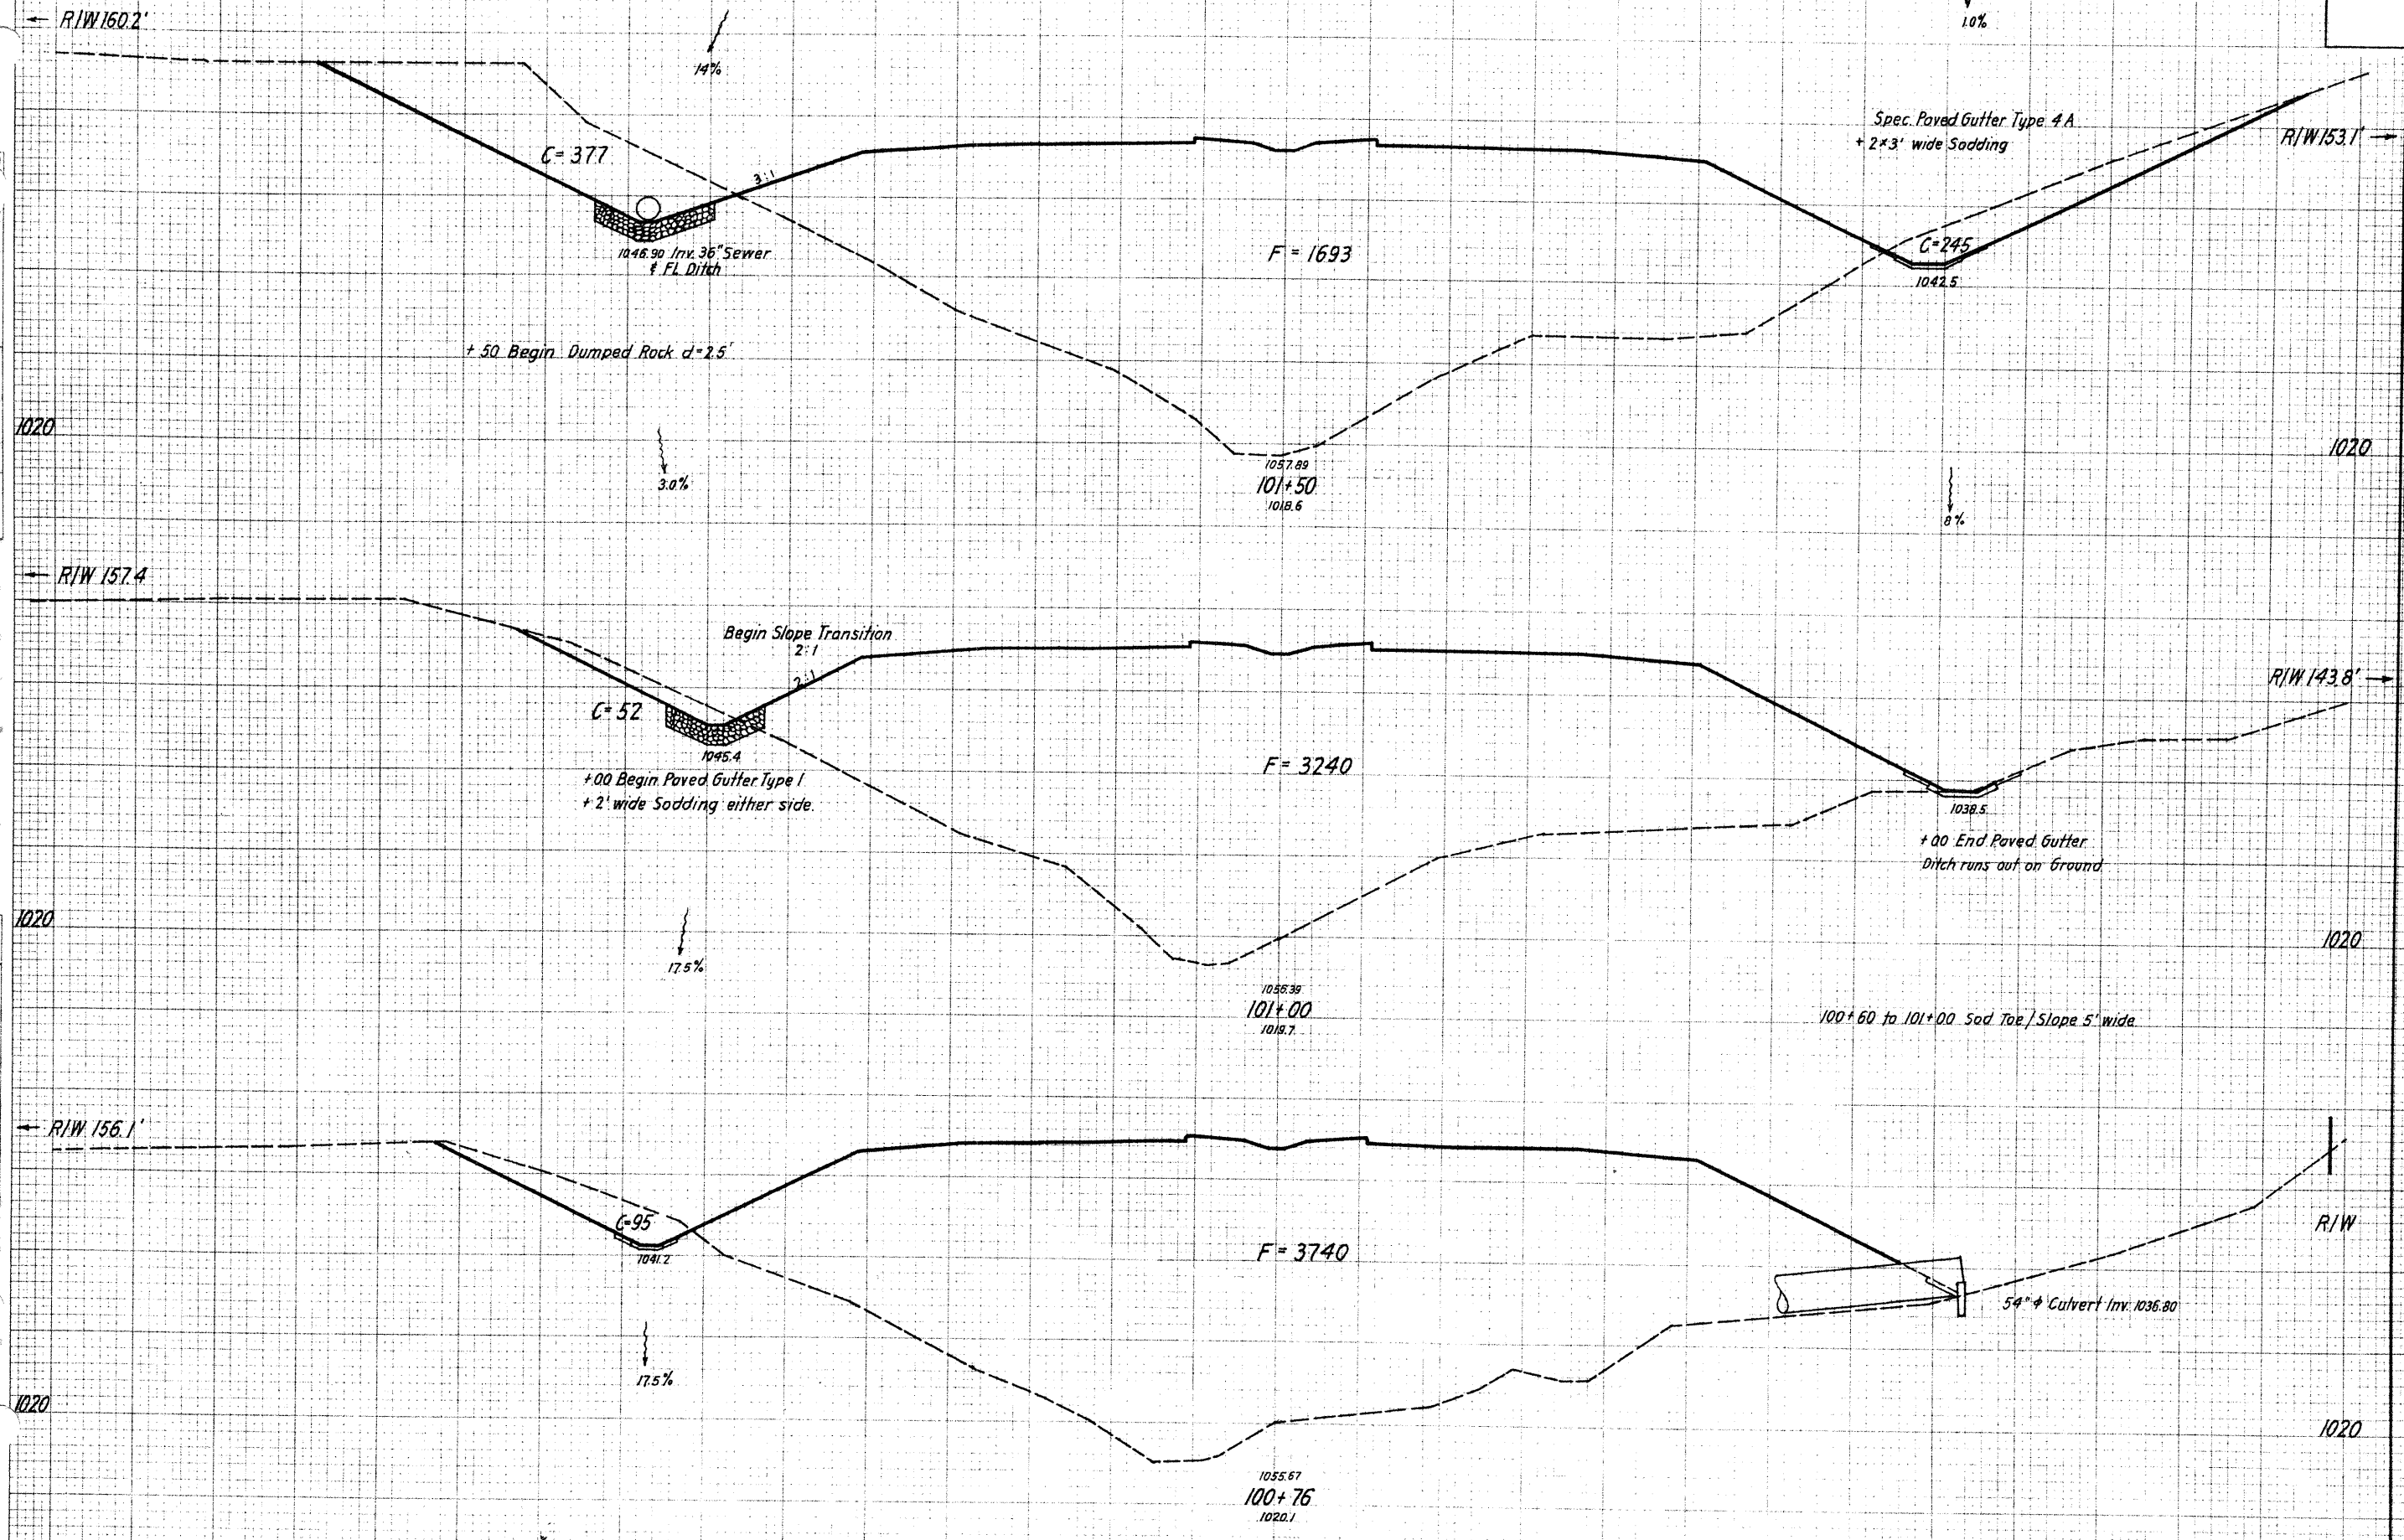 R/W 160.2'
14%
1.0%
Spec. Paved Gutter Type 4A
+ 2×3' wide Sodding
R/W 153.1'
C= 377
3:1
1046.90 Inv. 36" Sewer
& FL Ditch
F = 1693
C=245
1042.5
+ 50 Begin Dumped Rock d=2.5'
1020
1020
3.0%
1057.89
101+50
1018.6
8%
R/W 157.4
Begin Slope Transition
2:1
2:1
R/W 143.8'
C= 52
1045.4
+00 Begin Paved Gutter Type 1
+ 2' wide Sodding either side.
F = 3240
1038.5
+00 End Paved Gutter
Ditch runs out on Ground
1020
1020
17.5%
1056.39
101+00
1019.7
100+60 to 101+00 Sod Toe/Slope 5' wide
R/W 156.1'
C=95
1041.2
F = 3740
R/W
54" ϕ Culvert Inv. 1036.80
17.5%
1020
1020
1055.67
100+76
1020.1